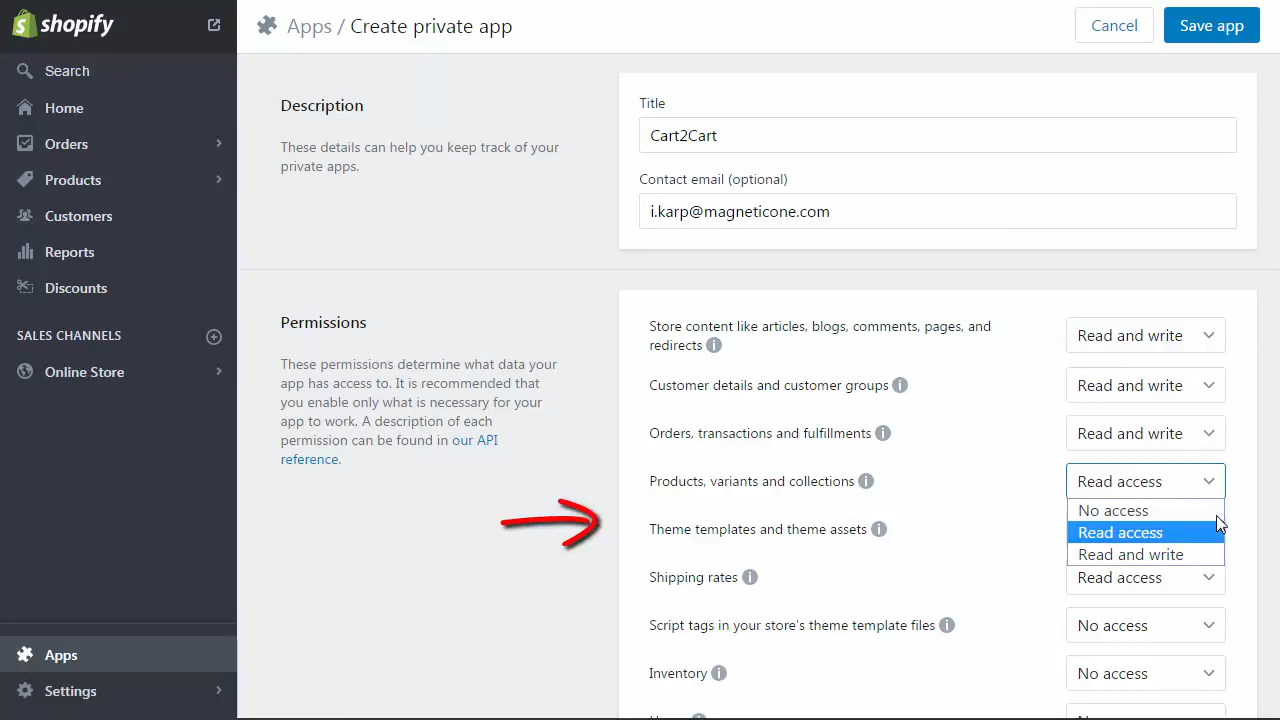 shopify
Search
Home
Orders
Products
Customers
Reports
Discounts
SALES CHANNELS
Online Store
Apps
Settings
Apps / Create private app
Cancel
Save app
Description
These details can help you keep track of your
private apps.
Title
Cart2Cart
Contact email (optional)
i.karp@magneticone.com
Permissions
These permissions determine what data your
app has access to. It is recommended that
you enable only what is necessary for your
app to work. A description of each
permission can be found in our API
reference.
Store content like articles, blogs, comments, pages, and
redirects
Read and write
Customer details and customer groups
Read and write
Orders, transactions and fulfillments
Read and write
Products, variants and collections
Read access
No access
Read access
Read and write
Theme templates and theme assets
Shipping rates
Read access
Script tags in your store's theme template files
No access
Inventory
No access